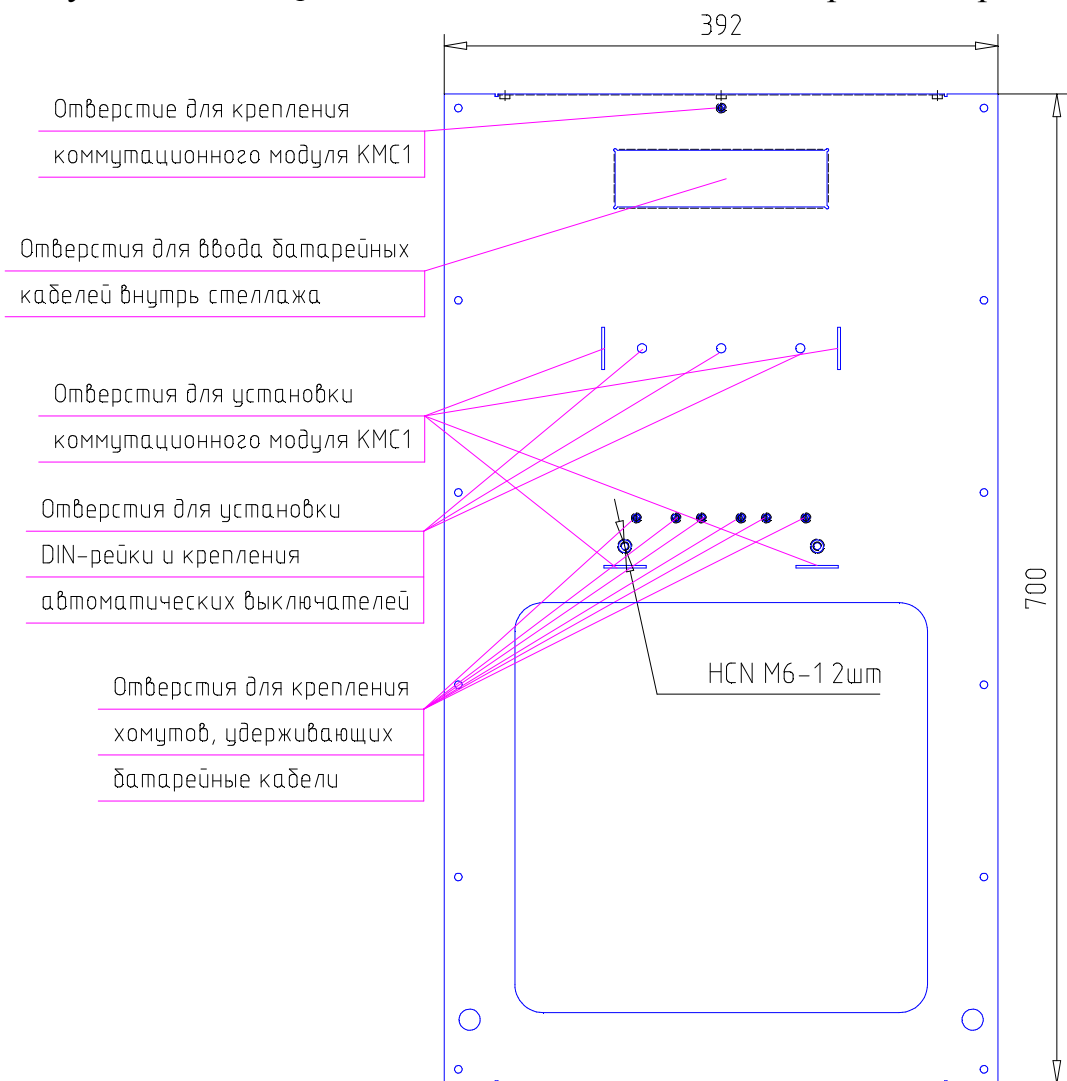 392
Отверстие для крепления
коммутационного модуля КМС1
Отверстия для ввода батарейных
кабелей внутрь стеллажа
Отверстия для установки
коммутационного модуля КМС1
Отверстия для установки
DIN-рейки и крепления
автоматических выключателей
700
HCN M6-1 2шт
Отверстия для крепления
хомутов, удерживающих
батарейные кабели